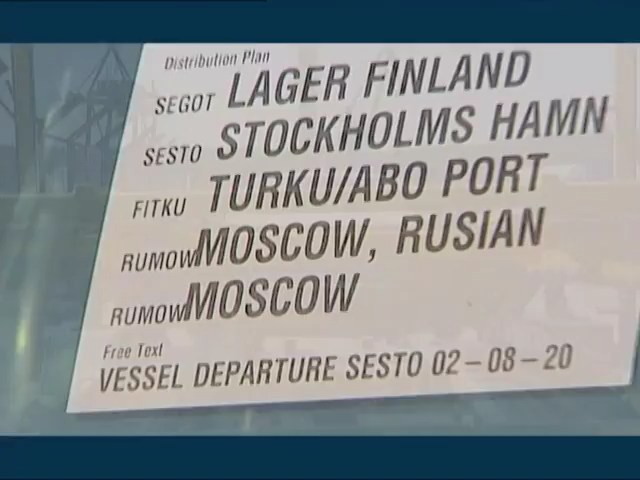 Distribution Plan
SEGOT LAGER FINLAND
SESTO STOCKHOLMS HAMN
FITKU TURKU/ABO PORT
RUMOW MOSCOW, RUSIAN
RUMOW MOSCOW
Free Text
VESSEL DEPARTURE SESTO 02-08-20